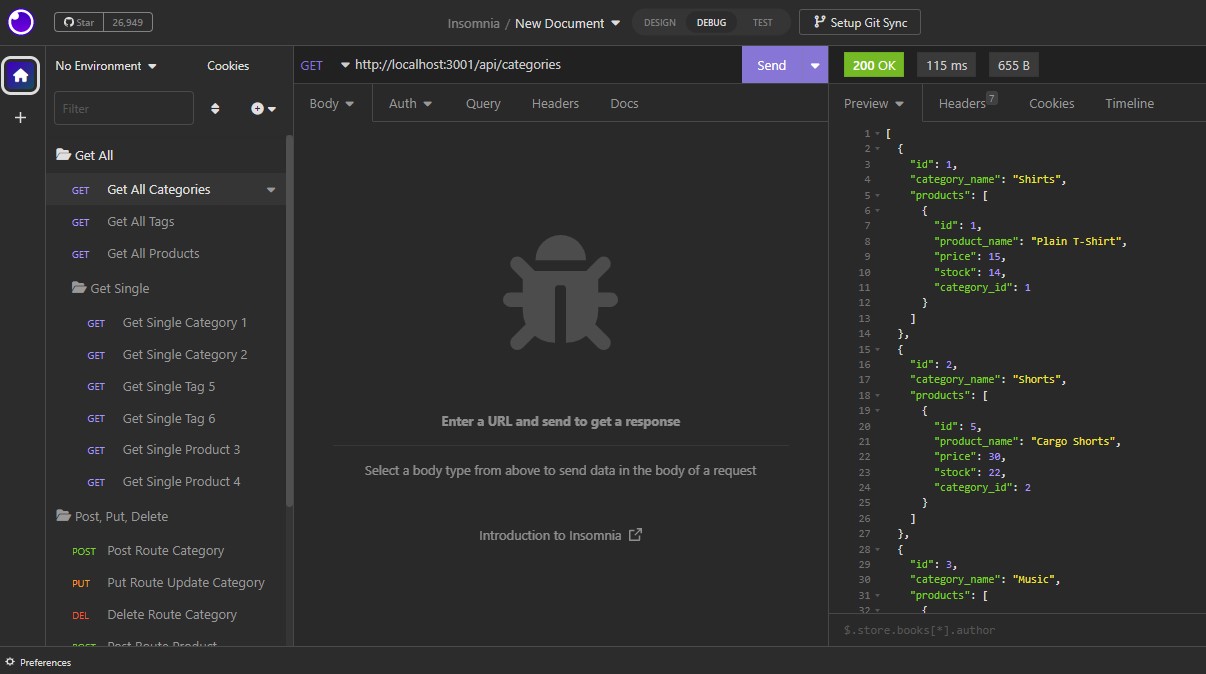 Star 26,949
Insomnia / New Document
DESIGN DEBUG TEST
Setup Git Sync
No Environment
Cookies
Filter
Get All
GET Get All Categories
GET Get All Tags
GET Get All Products
Get Single
GET Get Single Category 1
GET Get Single Category 2
GET Get Single Tag 5
GET Get Single Tag 6
GET Get Single Product 3
GET Get Single Product 4
Post, Put, Delete
POST Post Route Category
PUT Put Route Update Category
DEL Delete Route Category
POST Post Route Product
GET http://localhost:3001/api/categories
Send
Body Auth Query Headers Docs
Enter a URL and send to get a response
Select a body type from above to send data in the body of a request
Introduction to Insomnia
200 OK 115 ms 655 B
Preview Headers 7 Cookies Timeline
1 [
2 {
3 "id": 1,
4 "category_name": "Shirts",
5 "products": [
6 {
7 "id": 1,
8 "product_name": "Plain T-Shirt",
9 "price": 15,
10 "stock": 14,
11 "category_id": 1
12 }
13 ]
14 },
15 {
16 "id": 2,
17 "category_name": "Shorts",
18 "products": [
19 {
20 "id": 5,
21 "product_name": "Cargo Shorts",
22 "price": 30,
23 "stock": 22,
24 "category_id": 2
25 }
26 ]
27 },
28 {
29 "id": 3,
30 "category_name": "Music",
31 "products": [
32 {
$.store.books[*].author
Preferences